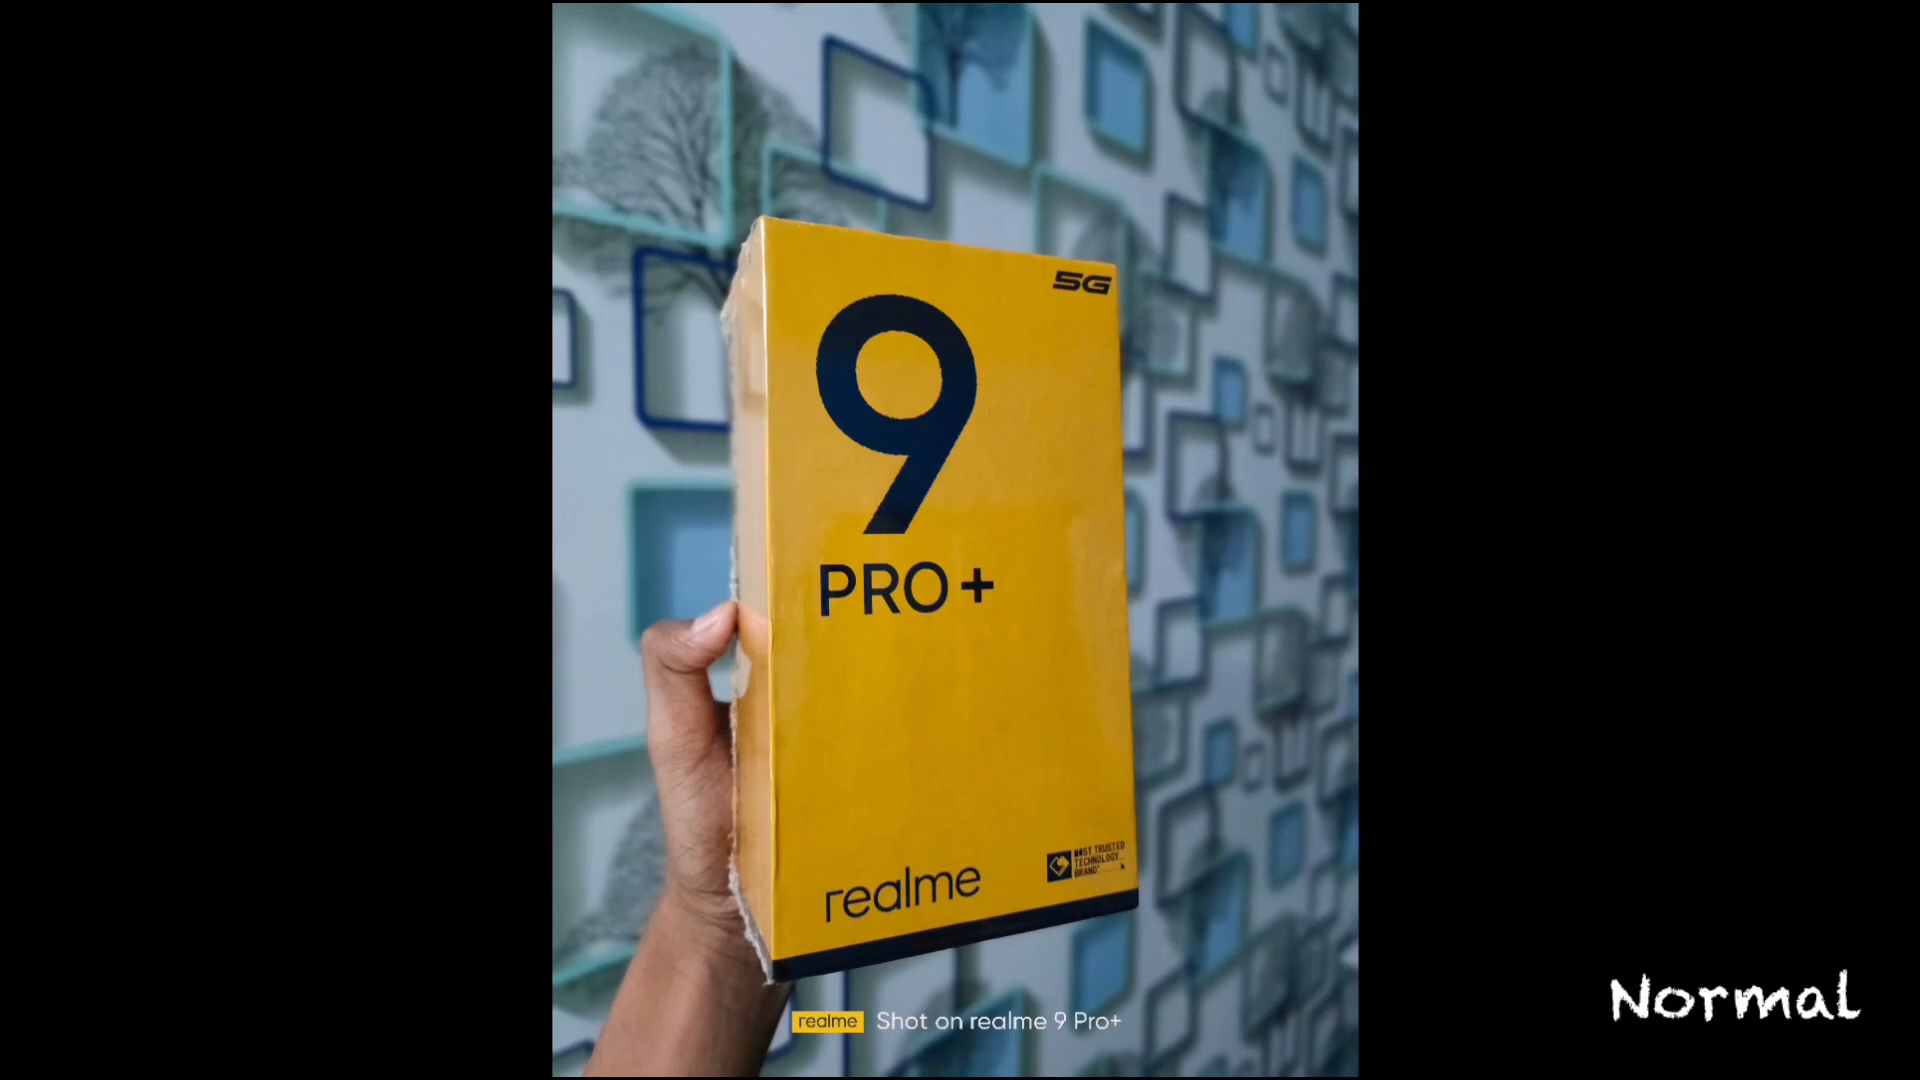 5G
9
PRO+
realme
MOST TRUSTED
TECHNOLOGY
BRAND
realme Shot on realme 9 Pro+
Normal